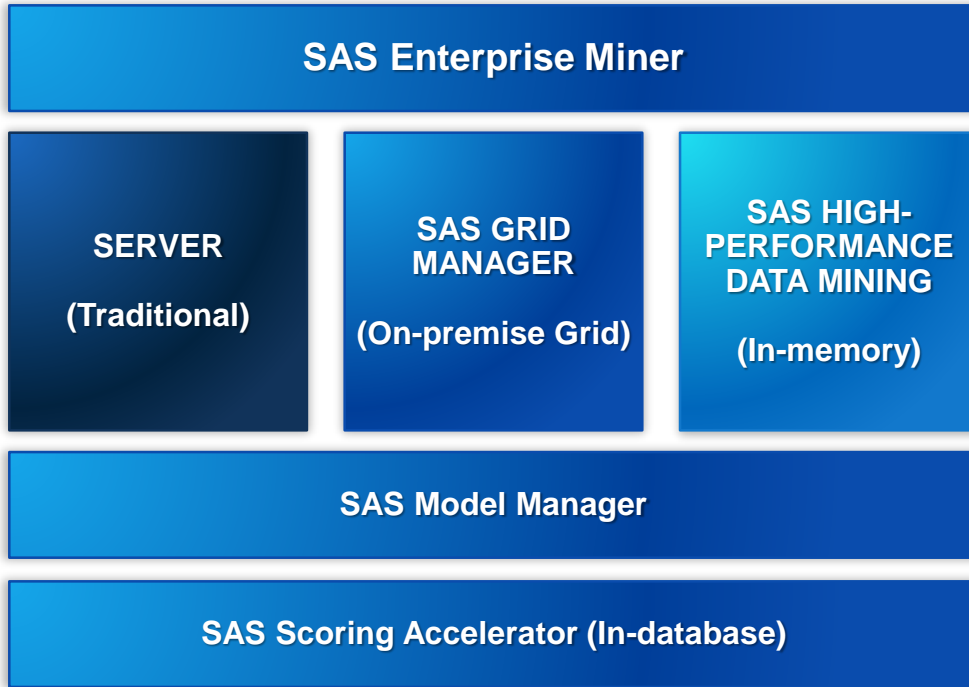 SAS Enterprise Miner
SERVER
(Traditional)
SAS GRID
MANAGER
(On-premise Grid)
SAS HIGH-
PERFORMANCE
DATA MINING
(In-memory)
SAS Model Manager
SAS Scoring Accelerator (In-database)